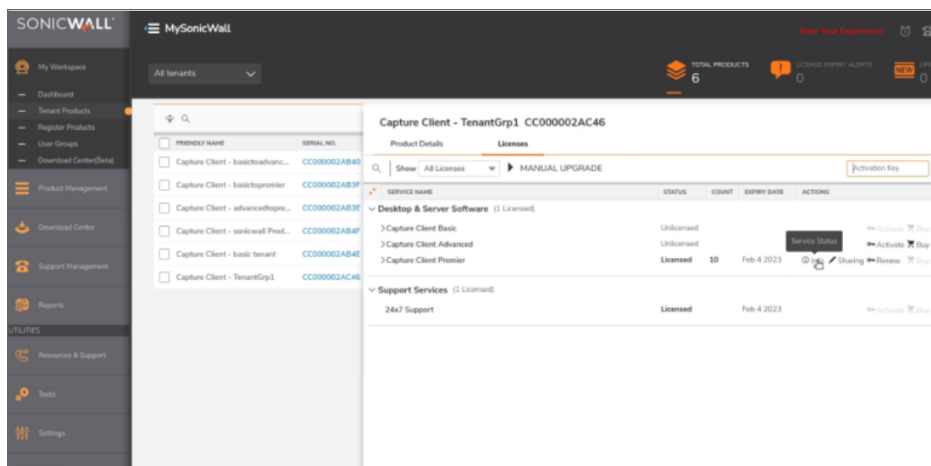 SONICWALL
MySonicWall
Rate Your Experience
My Workspace
Dashboard
Tenant Products
Register Products
User Groups
Download Center(Beta)
Product Management
Download Center
Support Management
Reports
UTILITIES
Resources & Support
Tools
Settings
All tenants
TOTAL PRODUCTS
6
LICENSE EXPIRY ALERTS
0
NEW
0
FRIENDLY NAME SERIAL NO.
Capture Client - basictoadvanc... CC000002AB40
Capture Client - basictopremier CC000002AB3F
Capture Client - advancedtopre... CC000002AB3E
Capture Client - sonicwall Prod... CC000002AB4F
Capture Client - basic tenant CC000002AB4E
Capture Client - TenantGrp1 CC000002AC46
Capture Client - TenantGrp1 CC000002AC46
Product Details Licenses
Show All Licenses MANUAL UPGRADE Activation Key
SERVICE NAME STATUS COUNT EXPIRY DATE ACTIONS
Desktop & Server Software (1 Licensed)
Capture Client Basic Unlicensed Activate Buy
Service Status
Capture Client Advanced Unlicensed Activate Buy
Capture Client Premier Licensed 10 Feb 4 2023 Info Sharing Renew Buy
Support Services (1 Licensed)
24x7 Support Licensed Feb 4 2023 Activate Buy